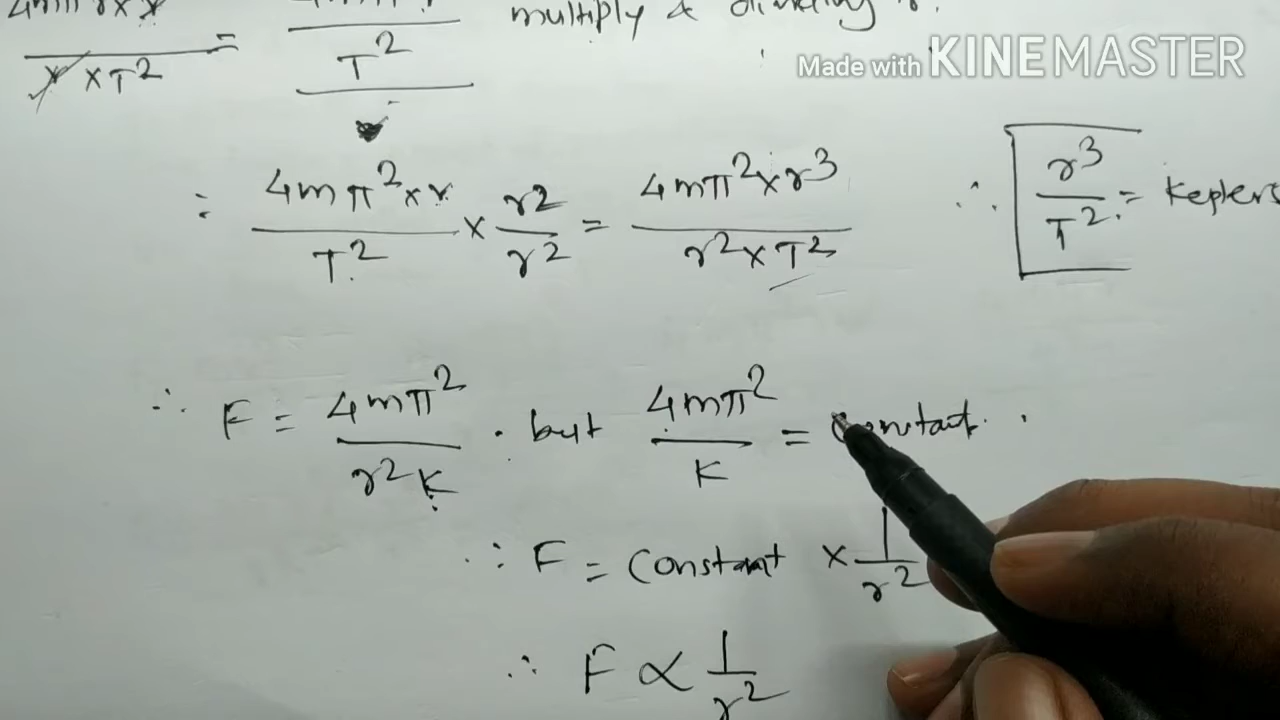 multiply & dividing r.
Made with KINEMASTER
× T² = T²
: 4mπ²×r / T² × r² / r² = 4mπ²×r³ / r²×T² ∴ r³ / T² = Keplers
∴ F = 4mπ² / r²K . but 4mπ² / K = Constant.
∴ F = Constant × 1 / r²
∴ F ∝ 1 / r²